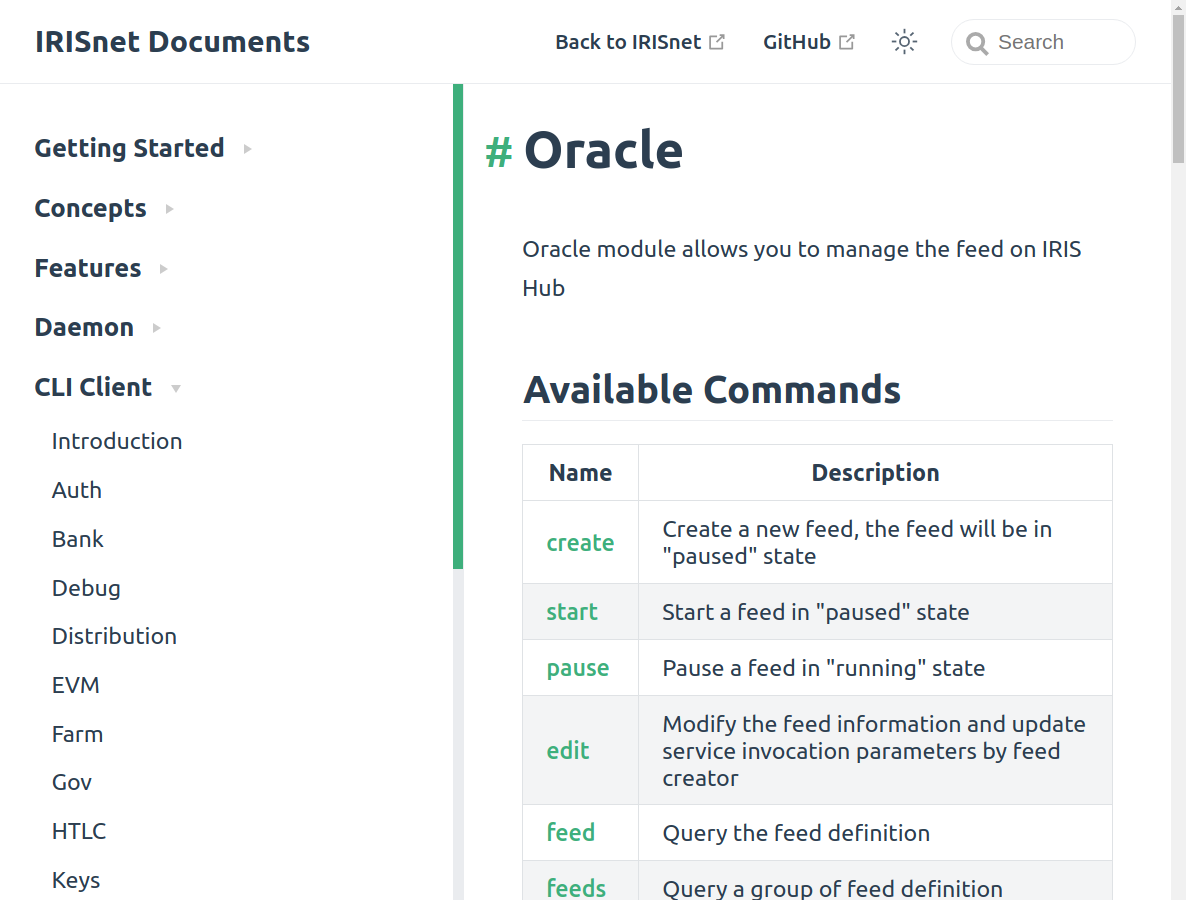 IRISnet Documents
Back to IRISnet
GitHub
Search
Getting Started
Concepts
Features
Daemon
CLI Client
Introduction
Auth
Bank
Debug
Distribution
EVM
Farm
Gov
HTLC
Keys
# Oracle
Oracle module allows you to manage the feed on IRIS
Hub
Available Commands
Name Description
create Create a new feed, the feed will be in
"paused" state
start Start a feed in "paused" state
pause Pause a feed in "running" state
edit Modify the feed information and update
service invocation parameters by feed
creator
feed Query the feed definition
feeds Query a group of feed definition